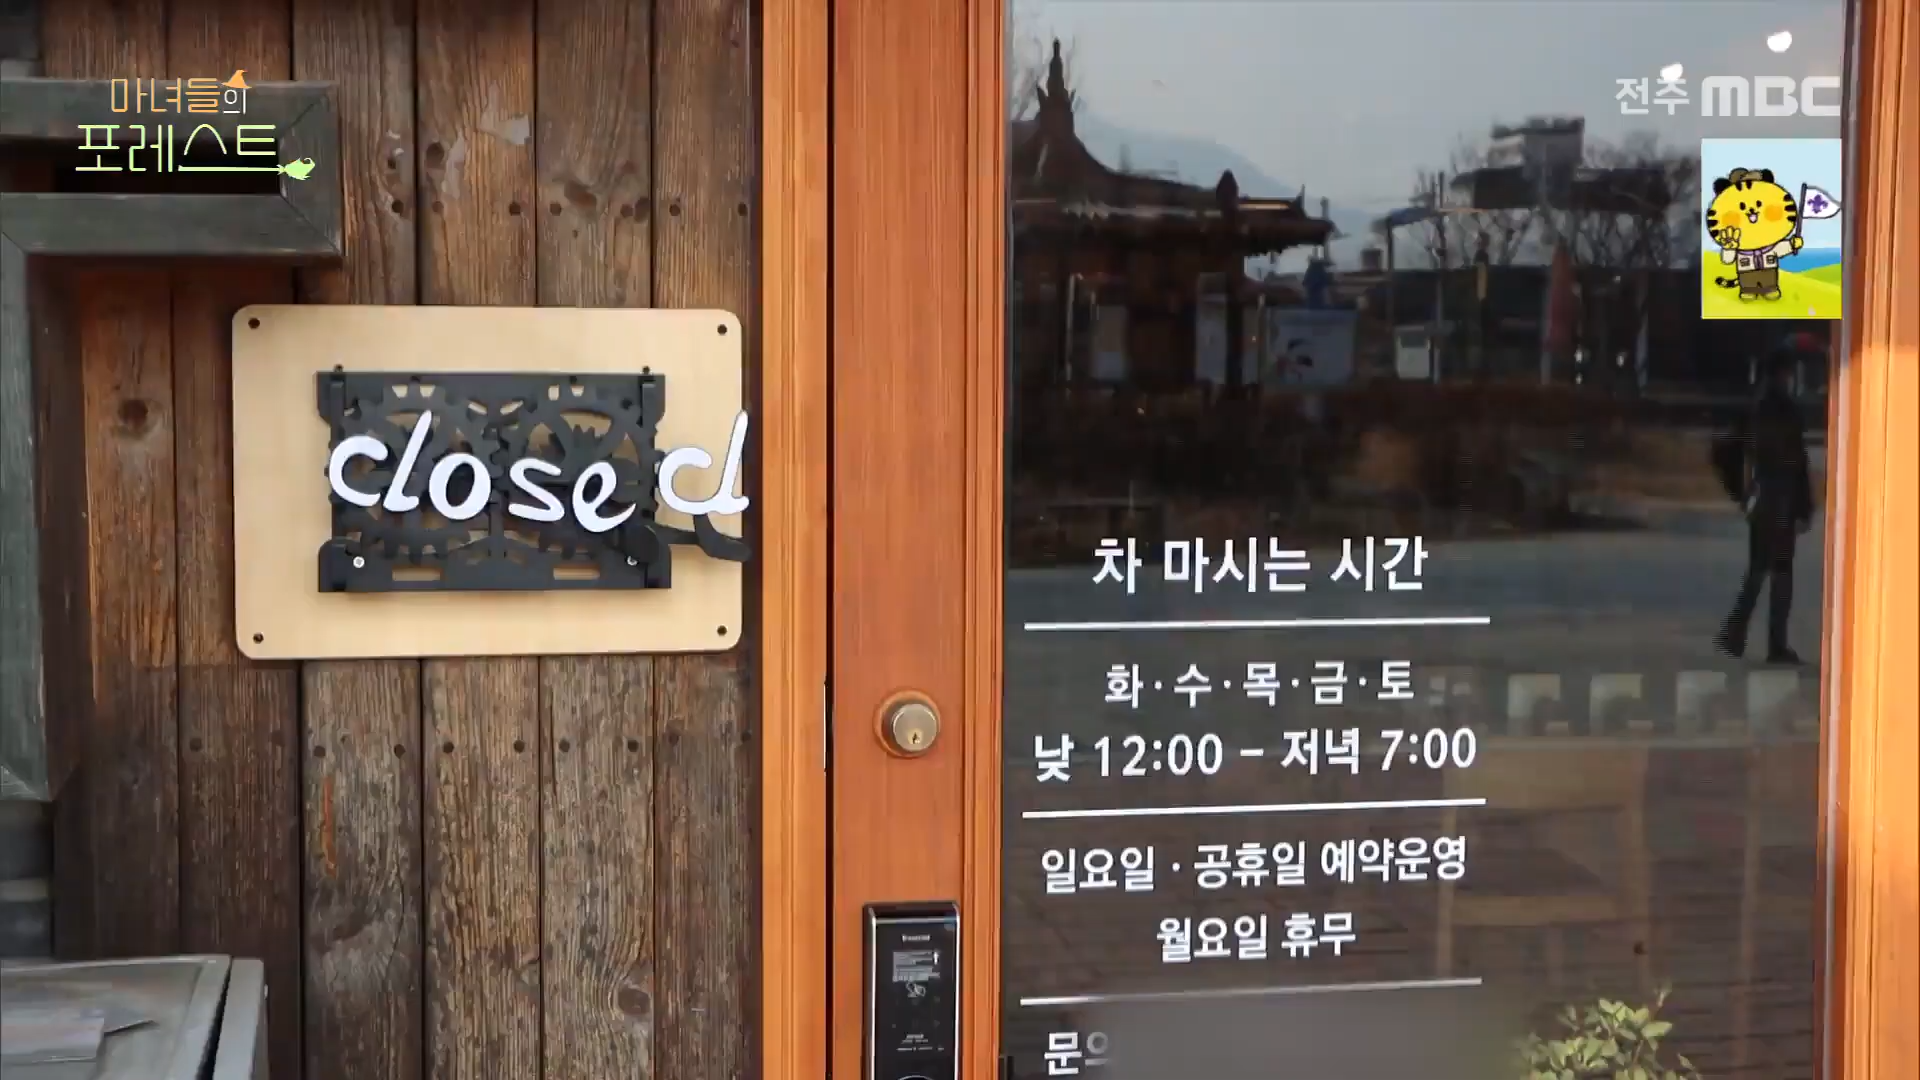 마녀들의
포레스트
전주 MBC
closed
차 마시는 시간
화·수·목·금·토
낮 12:00 - 저녁 7:00
일요일·공휴일 예약운영
월요일 휴무
문의